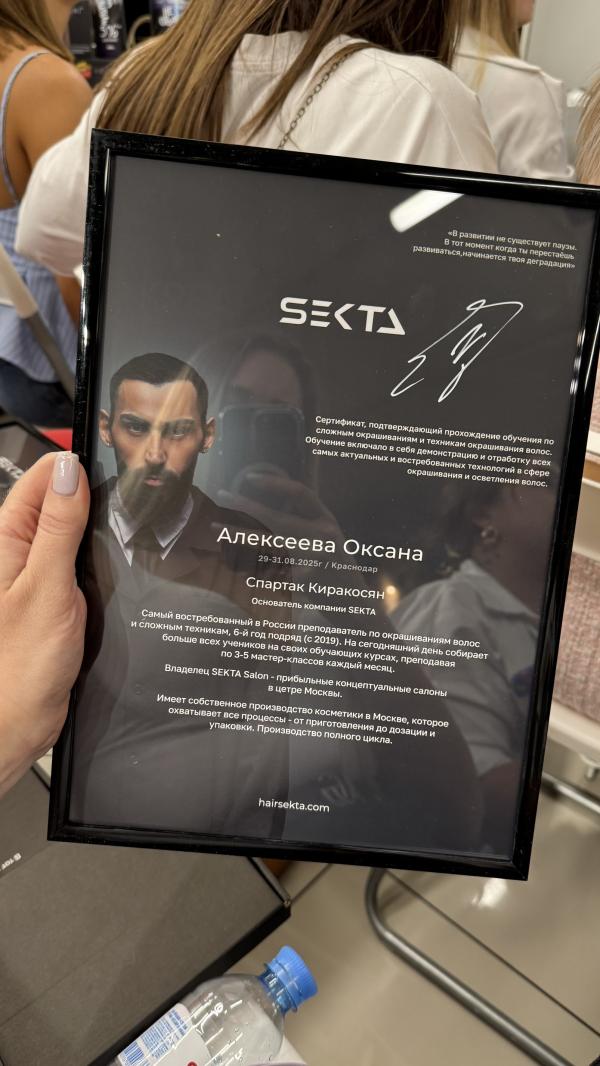 «В развитии не существует паузы.
В тот момент когда ты перестаёшь
развиваться,начинается твоя деградация»
SEKTA
Сертификат, подтверждающий прохождение обучения по
сложным окрашиваниям и техникам окрашивания волос.
Обучение включало в себя демонстрацию и отработку всех
самых актуальных и востребованных технологий в сфере
окрашивания и осветления волос.
Алексеева Оксана
29-31.08.2025г / Краснодар
Спартак Киракосян
Основатель компании SEKTA
Самый востребованный в России преподаватель по окрашиваниям волос
и сложным техникам, 6-й год подряд (с 2019). На сегодняшний день собирает
больше всех учеников на своих обучающих курсах, преподавая
по 3-5 мастер-классов каждый месяц.
Владелец SEKTA Salon - прибыльные концептуальные салоны
в цетре Москвы.
Имеет собственное производство косметики в Москве, которое
охватывает все процессы - от приготовления до дозации и
упаковки. Производство полного цикла.
hairsekta.com